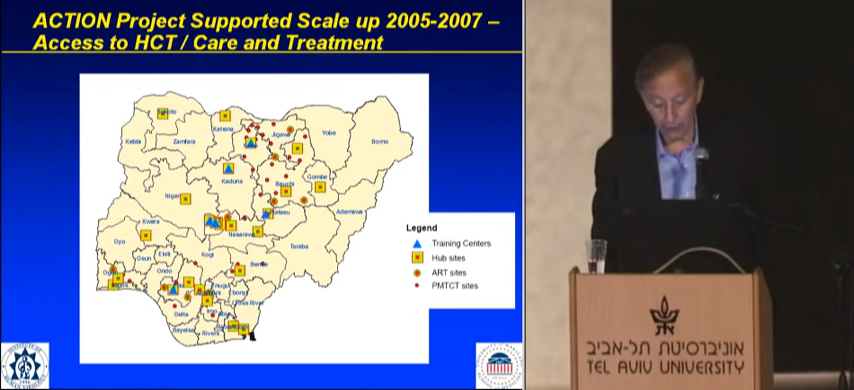 ACTION Project Supported Scale up 2005-2007 –
Access to HCT / Care and Treatment
Katsina
Jigawa
Yobe
Borno
Kebbi
Zamfara
Kaduna
Bauchi
Gombe
Niger
Adamawa
Kwara
Nasarawa
Oyo
Taraba
Kogi
Osun
Ekiti
Ondo
Benue
Cross River
Delta
Bayelsa
Rivers
Legend
Training Centers
Hub sites
ART sites
PMTCT sites
אוניברסיטת תל-אביב
TEL AVIV UNIVERSITY